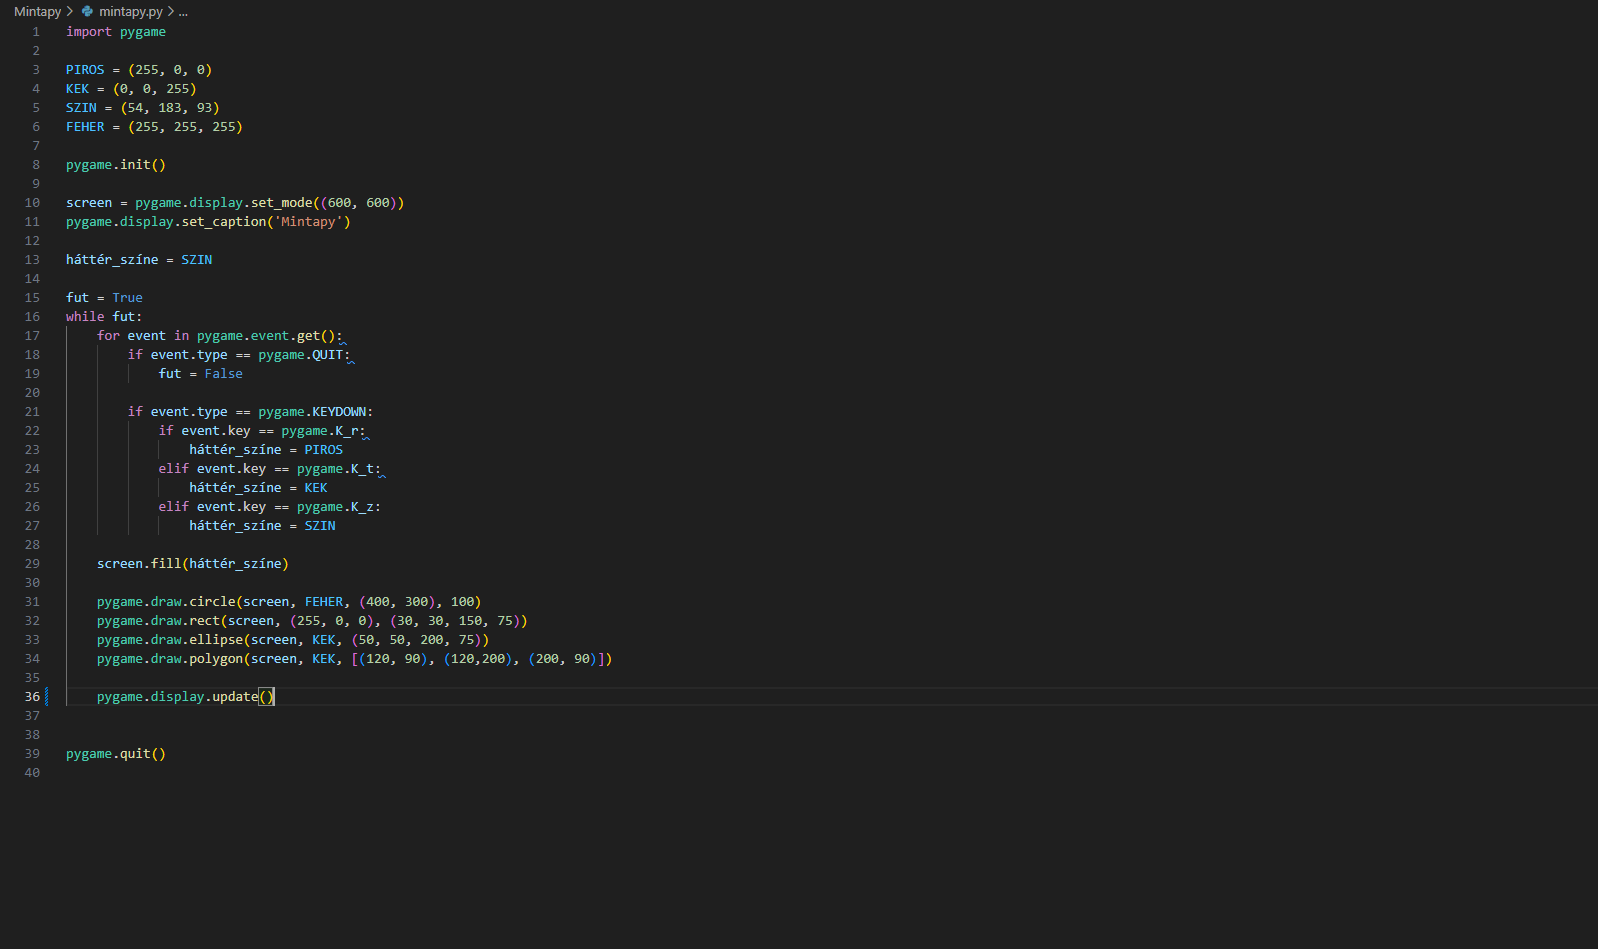 Mintapy > mintapy.py > ...
1 import pygame
2
3 PIROS = (255, 0, 0)
4 KEK = (0, 0, 255)
5 SZIN = (54, 183, 93)
6 FEHER = (255, 255, 255)
7
8 pygame.init()
9
10 screen = pygame.display.set_mode((600, 600))
11 pygame.display.set_caption('Mintapy')
12
13 háttér_színe = SZIN
14
15 fut = True
16 while fut:
17     for event in pygame.event.get():
18         if event.type == pygame.QUIT:
19             fut = False
20
21         if event.type == pygame.KEYDOWN:
22             if event.key == pygame.K_r:
23                 háttér_színe = PIROS
24             elif event.key == pygame.K_t:
25                 háttér_színe = KEK
26             elif event.key == pygame.K_z:
27                 háttér_színe = SZIN
28
29     screen.fill(háttér_színe)
30
31     pygame.draw.circle(screen, FEHER, (400, 300), 100)
32     pygame.draw.rect(screen, (255, 0, 0), (30, 30, 150, 75))
33     pygame.draw.ellipse(screen, KEK, (50, 50, 200, 75))
34     pygame.draw.polygon(screen, KEK, [(120, 90), (120,200), (200, 90)])
35
36     pygame.display.update()
37
38
39 pygame.quit()
40